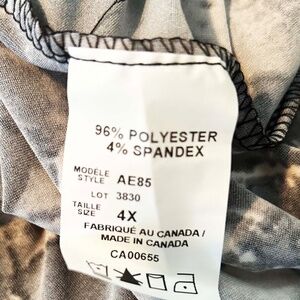 96% POLYESTER
4% SPANDEX
MODÈLE
STYLE AE85
LOT 3830
TAILLE
SIZE 4X
FABRIQUÉ AU CANADA /
MADE IN CANADA
CA00655